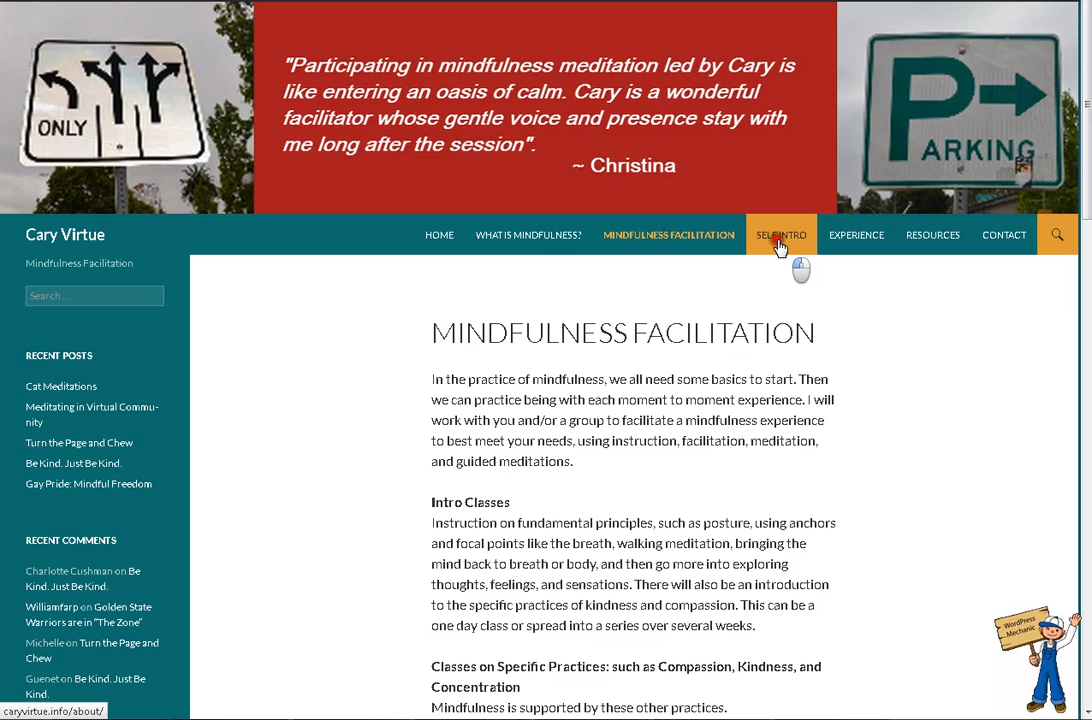 ONLY
"Participating in mindfulness meditation led by Cary is
like entering an oasis of calm. Cary is a wonderful
facilitator whose gentle voice and presence stay with
me long after the session".
~ Christina
P
PARKING
Cary Virtue
HOME
WHAT IS MINDFULNESS?
MINDFULNESS FACILITATION
SELF INTRO
EXPERIENCE
RESOURCES
CONTACT
Mindfulness Facilitation
Search …
RECENT POSTS
Cat Meditations
Meditating in Virtual Commu-
nity
Turn the Page and Chew
Be Kind. Just Be Kind.
Gay Pride: Mindful Freedom
RECENT COMMENTS
Charlotte Cushman on Be
Kind. Just Be Kind.
Williamfarp on Golden State
Warriors are in “The Zone”
Michelle on Turn the Page and
Chew
Guenet on Be Kind. Just Be
Kind.
MINDFULNESS FACILITATION
In the practice of mindfulness, we all need some basics to start. Then
we can practice being with each moment to moment experience. I will
work with you and/or a group to facilitate a mindfulness experience
to best meet your needs, using instruction, facilitation, meditation,
and guided meditations.
Intro Classes
Instruction on fundamental principles, such as posture, using anchors
and focal points like the breath, walking meditation, bringing the
mind back to breath or body, and then go more into exploring
thoughts, feelings, and sensations. There will also be an introduction
to the specific practices of kindness and compassion. This can be a
one day class or spread into a series over several weeks.
Classes on Specific Practices: such as Compassion, Kindness, and
Concentration
Mindfulness is supported by these other practices.
WordPress
Mechanic
caryvirtue.info/about/